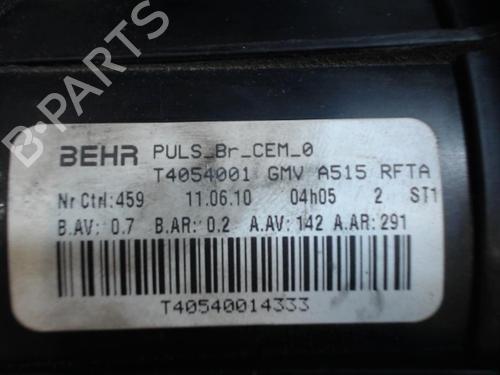 B-PARTS
BEHR PULS_Br_CEM_0
T4054001 GMV A515 RFTA
Nr Ctrl:459 11.06.10 04h05 2 ST1
B.AV: 0.7 B.AR: 0.2 A.AV: 142 A.AR: 291
T40540014333